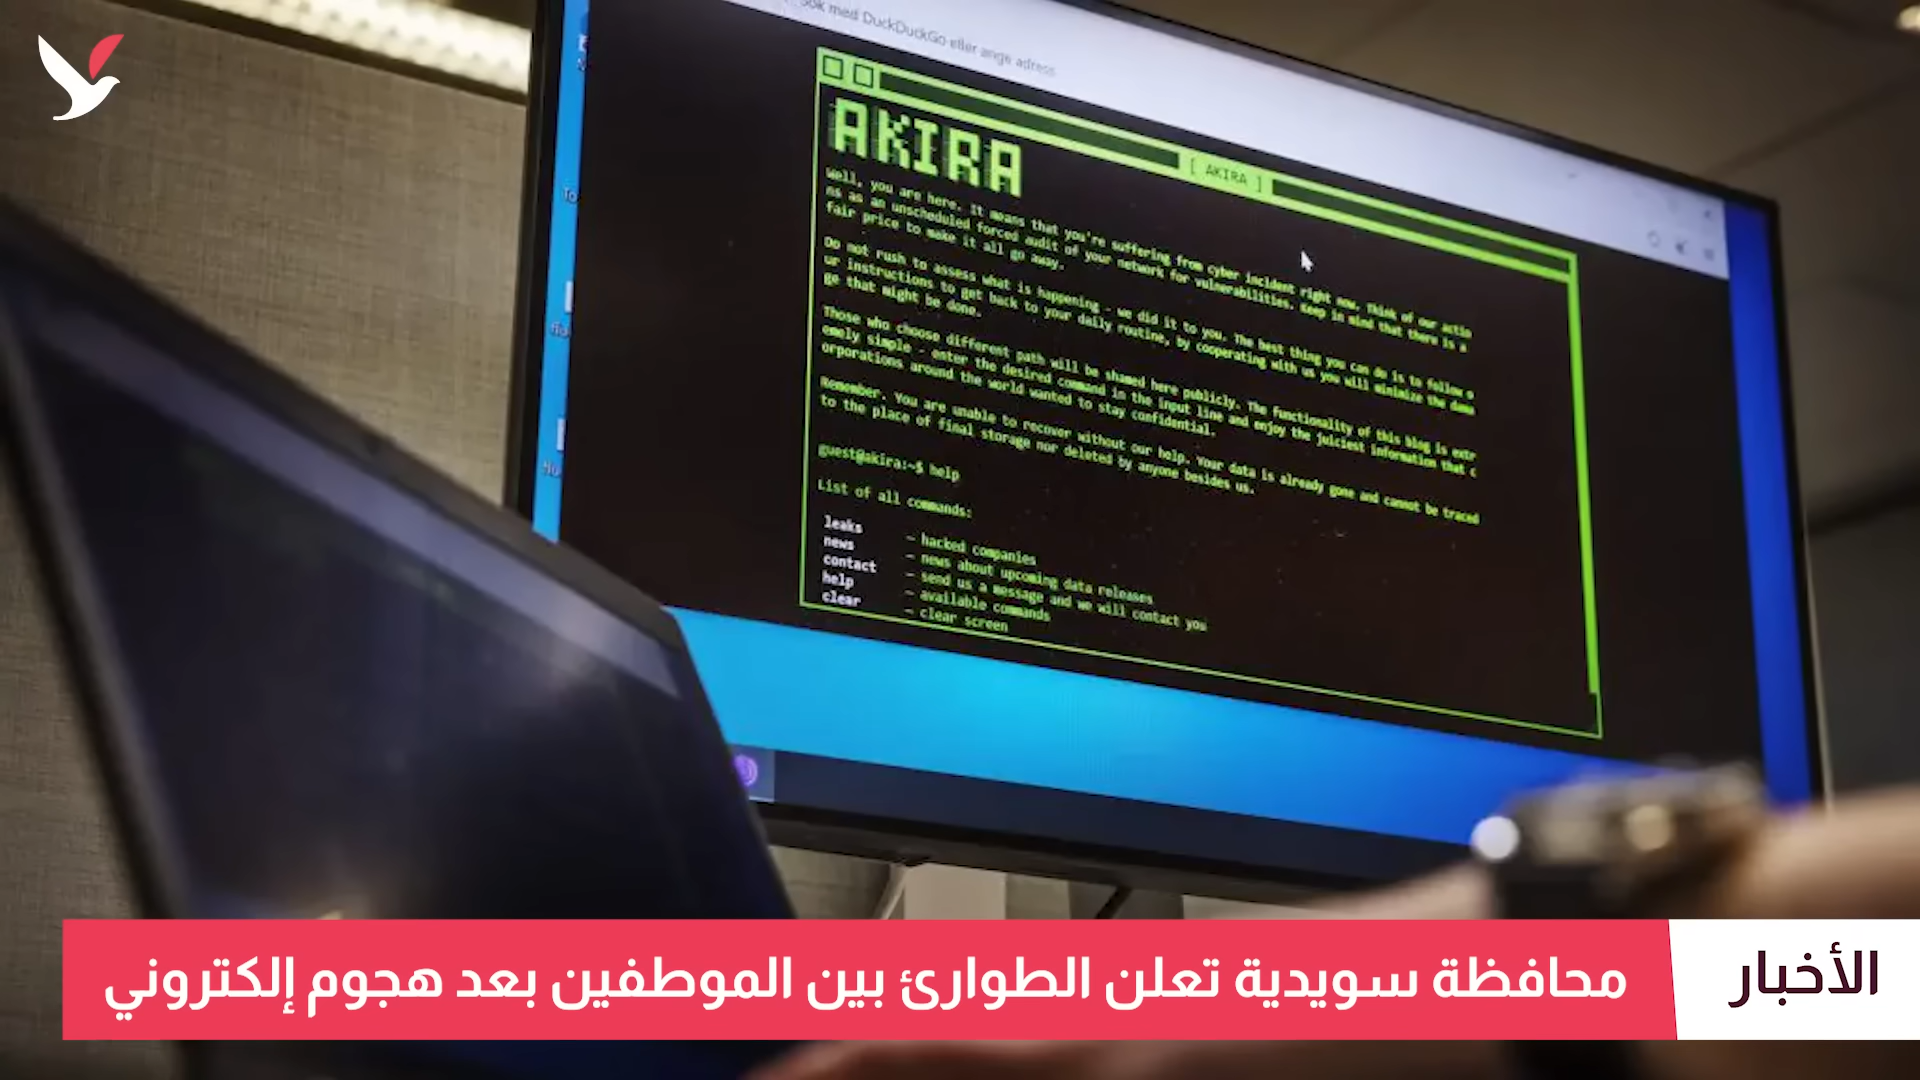 Sök med DuckDuckGo eller ange adress
[ AKIRA ]
AKIRA
Well, you are here. It means that you're suffering from cyber incident right now. Think of our actio
ns as an unscheduled forced audit of your network for vulnerabilities. Keep in mind that there is a
fair price to make it all go away.
Do not rush to assess what is happening - we did it to you. The best thing you can do is to follow o
ur instructions to get back to your daily routine, by cooperating with us you will minimize the dama
ge that might be done.
Those who choose different path will be shamed here publicly. The functionality of this blog is extr
emely simple - enter the desired command in the input line and enjoy the juiciest information that c
orporations around the world wanted to stay confidential.
Remember. You are unable to recover without our help. Your data is already gone and cannot be traced
to the place of final storage nor deleted by anyone besides us.
guest@akira:~$ help
List of all commands:
leaks - hacked companies
news - news about upcoming data releases
contact - send us a message and we will contact you
help - available commands
clear - clear screen
الأخبار
محافظة سويدية تعلن الطوارئ بين الموظفين بعد هجوم إلكتروني